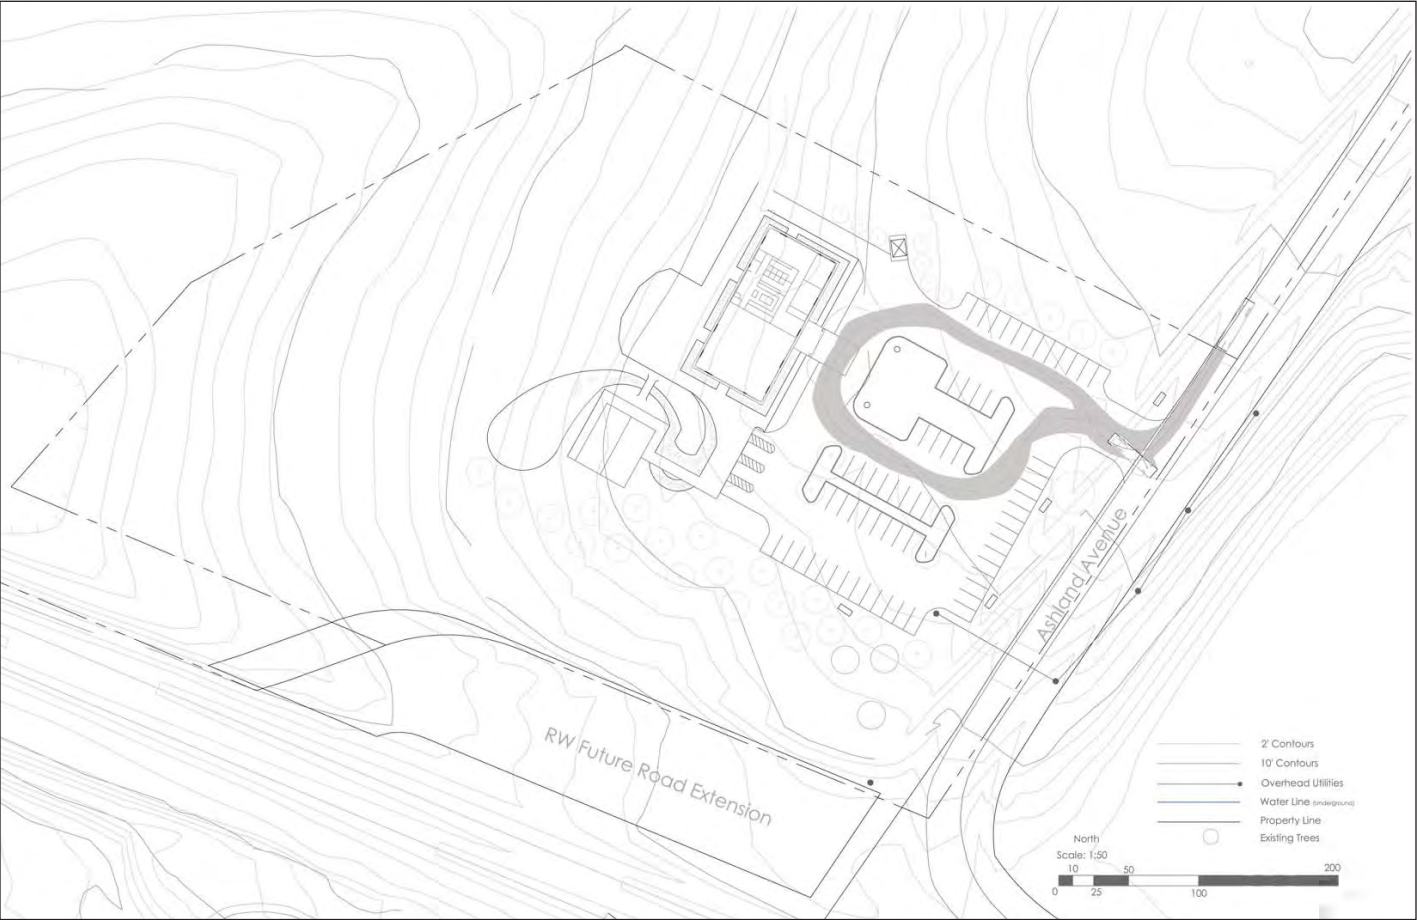 Ashland Avenue
RW Future Road Extension
2' Contours
10' Contours
Overhead Utilities
Water Line (Underground)
Property Line
Existing Trees
North
Scale: 1:50
10 50 200
0 25 100